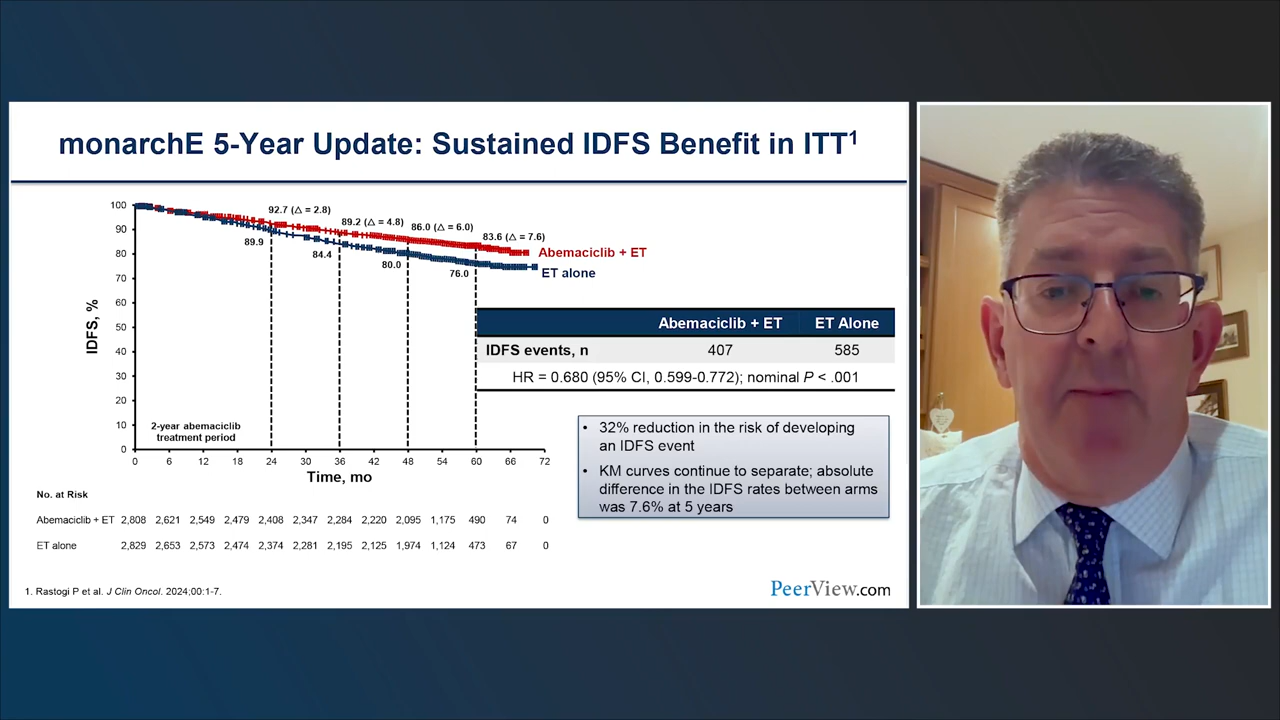 monarchE 5-Year Update: Sustained IDFS Benefit in ITT1
100
90
80
70
60
50
40
30
20
10
0
IDFS, %
92.7 (△ = 2.8)
89.2 (△ = 4.8)
86.0 (△ = 6.0)
83.6 (△ = 7.6)
89.9
84.4
80.0
76.0
Abemaciclib + ET
ET alone
2-year abemaciclib
treatment period
0 6 12 18 24 30 36 42 48 54 60 66 72
Time, mo
Abemaciclib + ET ET Alone
IDFS events, n 407 585
HR = 0.680 (95% CI, 0.599-0.772); nominal P < .001
• 32% reduction in the risk of developing
an IDFS event
• KM curves continue to separate; absolute
difference in the IDFS rates between arms
was 7.6% at 5 years
No. at Risk
Abemaciclib + ET 2,808 2,621 2,549 2,479 2,408 2,347 2,284 2,220 2,095 1,175 490 74 0
ET alone 2,829 2,653 2,573 2,474 2,374 2,281 2,195 2,125 1,974 1,124 473 67 0
1. Rastogi P et al. J Clin Oncol. 2024;00:1-7.
PeerView.com